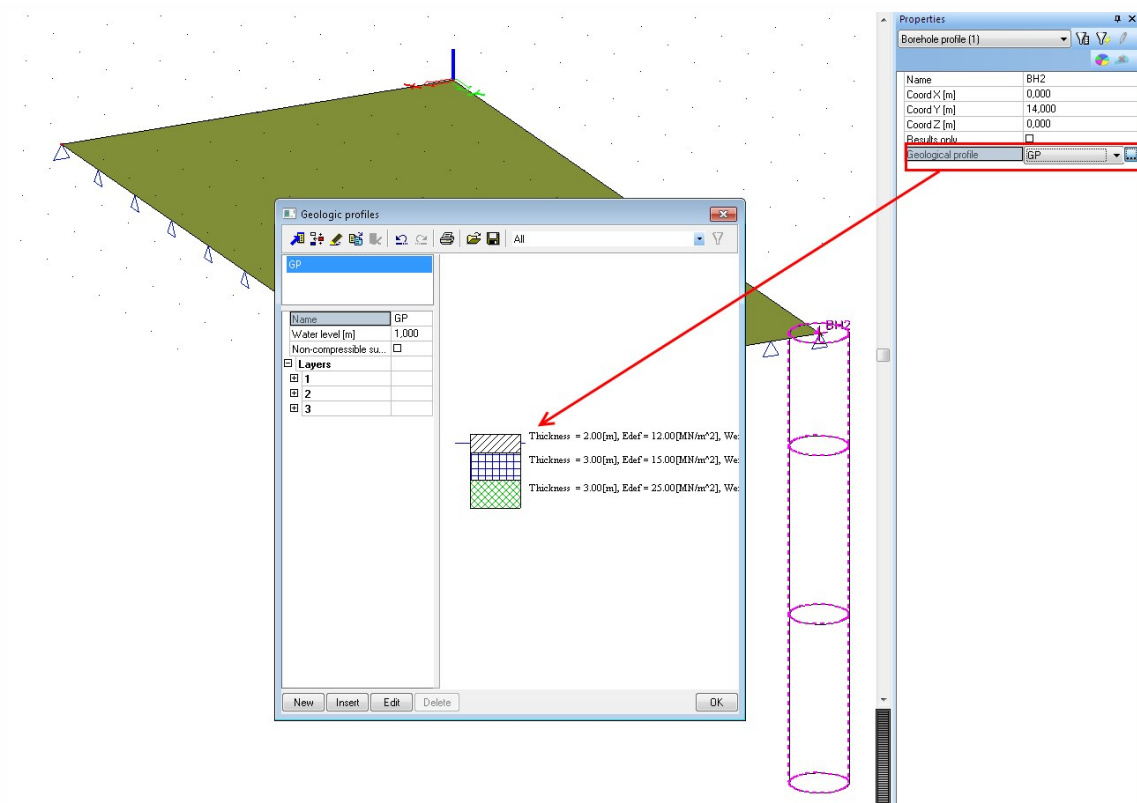 Properties
Borehole profile (1)
Name BH2
Coord X [m] 0,000
Coord Y [m] 14,000
Coord Z [m] 0,000
Results only
Geological profile GP
BH2
Geologic profiles
All
GP
Name GP
Water level [m] 1,000
Non-compressible su...
Layers
1
2
3
Thickness = 2.00[m], Edef = 12.00[MN/m^2], We
Thickness = 3.00[m], Edef = 15.00[MN/m^2], We
Thickness = 3.00[m], Edef = 25.00[MN/m^2], We
New Insert Edit Delete OK